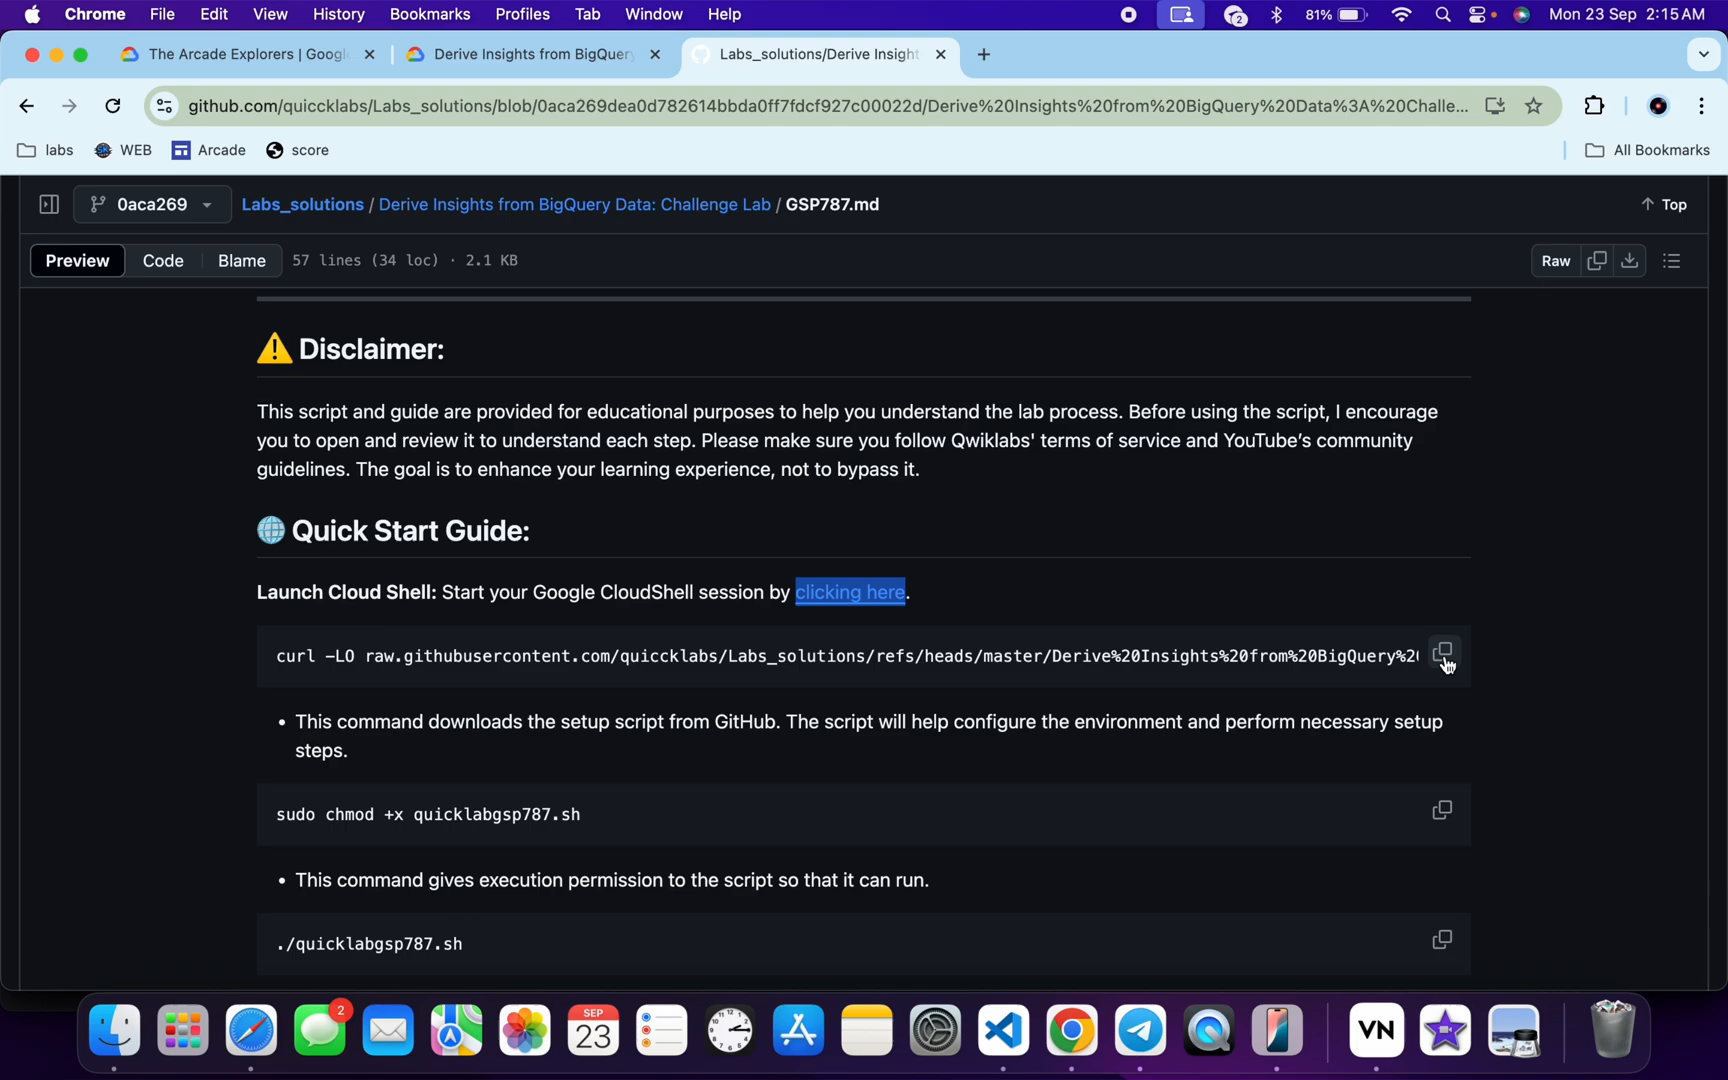 Chrome File Edit View History Bookmarks Profiles Tab Window Help 2 81% Mon 23 Sep 2:15 AM
The Arcade Explorers | Googl Derive Insights from BigQuery Labs_solutions/Derive Insight
github.com/quiccklabs/Labs_solutions/blob/0aca269dea0d782614bbda0ff7fdcf927c00022d/Derive%20Insights%20from%20BigQuery%20Data%3A%20Challe...
labs WEB Arcade score All Bookmarks
0aca269 Labs_solutions / Derive Insights from BigQuery Data: Challenge Lab / GSP787.md Top
Preview Code Blame 57 lines (34 loc) · 2.1 KB Raw
⚠️ Disclaimer:
This script and guide are provided for educational purposes to help you understand the lab process. Before using the script, I encourage
you to open and review it to understand each step. Please make sure you follow Qwiklabs' terms of service and YouTube's community
guidelines. The goal is to enhance your learning experience, not to bypass it.
🌐 Quick Start Guide:
Launch Cloud Shell: Start your Google CloudShell session by clicking here.
curl -LO raw.githubusercontent.com/quiccklabs/Labs_solutions/refs/heads/master/Derive%20Insights%20from%20BigQuery%2
• This command downloads the setup script from GitHub. The script will help configure the environment and perform necessary setup
steps.
sudo chmod +x quicklabgsp787.sh
• This command gives execution permission to the script so that it can run.
./quicklabgsp787.sh
2 SEP 23 VN